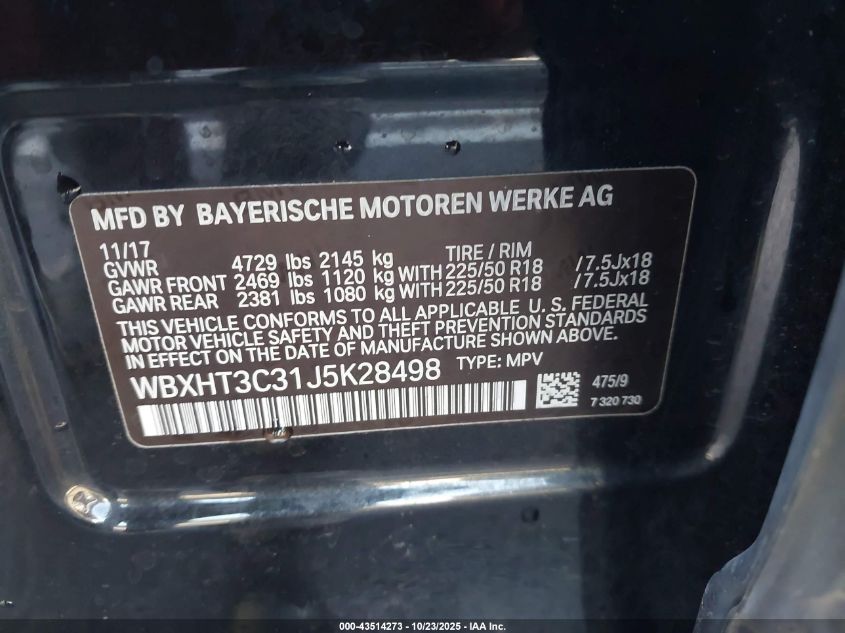 MFD BY BAYERISCHE MOTOREN WERKE AG
11/17 TIRE / RIM
GVWR 4729 lbs 2145 kg
GAWR FRONT 2469 lbs 1120 kg WITH 225/50 R18 /7.5Jx18
GAWR REAR 2381 lbs 1080 kg WITH 225/50 R18 /7.5Jx18
THIS VEHICLE CONFORMS TO ALL APPLICABLE U. S. FEDERAL
MOTOR VEHICLE SAFETY AND THEFT PREVENTION STANDARDS
IN EFFECT ON THE DATE OF MANUFACTURE SHOWN ABOVE.
WBXHT3C31J5K28498 TYPE: MPV
475/9
7 320 730
000-43514273 - 10/23/2025 - IAA Inc.